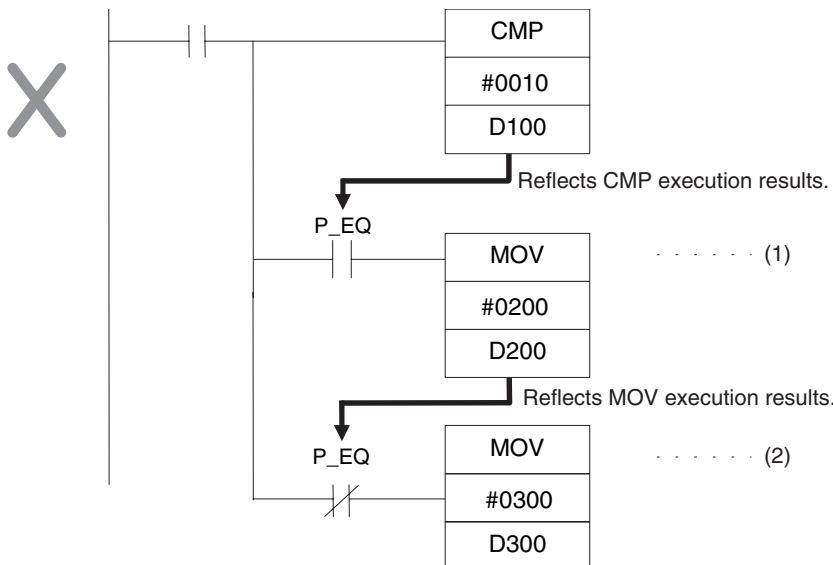 CMP
#0010
D100
Reflects CMP execution results.
P_EQ
MOV
(1)
#0200
D200
Reflects MOV execution results.
P_EQ
MOV
(2)
#0300
D300